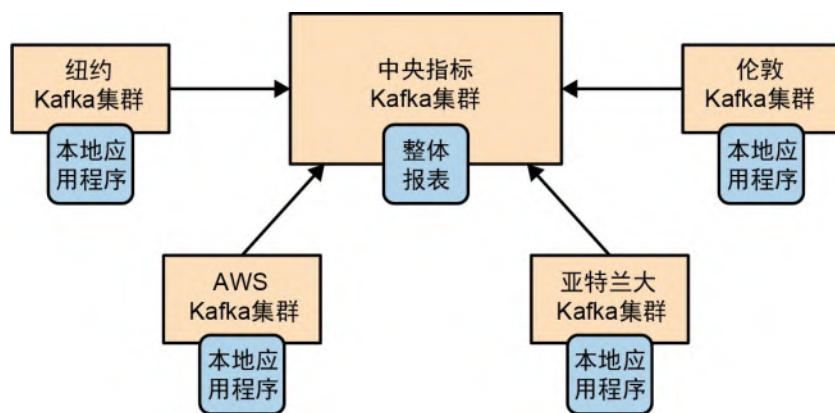 纽约
Kafka集群
本地应
用程序
中央指标
Kafka集群
整体
报表
伦敦
Kafka集群
本地应
用程序
AWS
Kafka集群
本地应
用程序
亚特兰大
Kafka集群
本地应
用程序